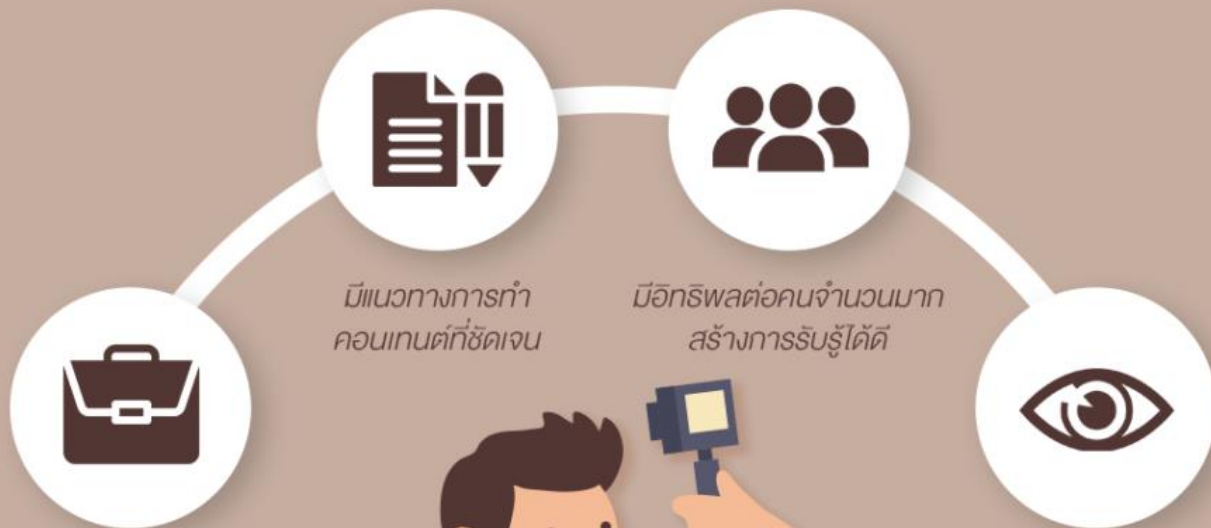 มีแนวทางการทำ
คอนเทนต์ที่ชัดเจน
มีอิทธิพลต่อคนจำนวนมาก
สร้างการรับรู้ได้ดี